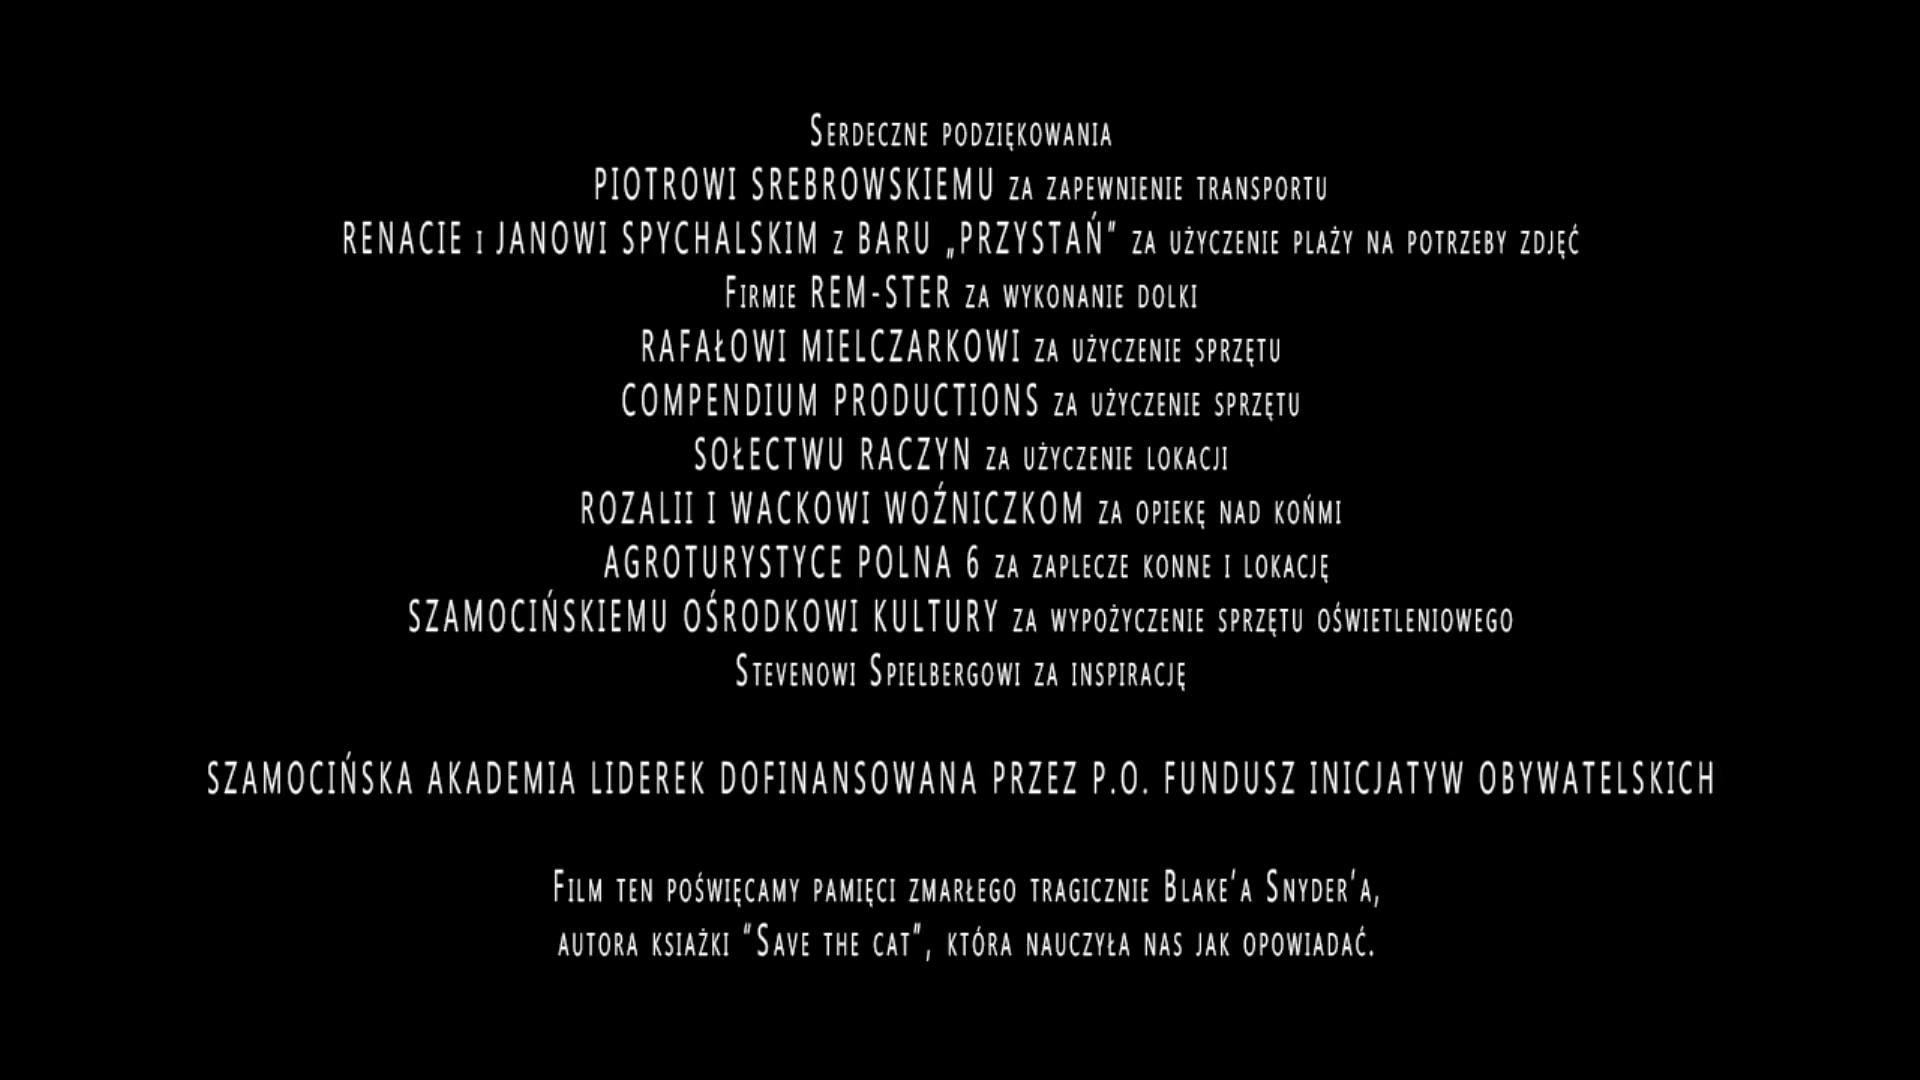 Serdeczne podziękowania
PIOTROWI SREBROWSKIEMU za zapewnienie transportu
RENACIE i JANOWI SPYCHALSKIM z BARU „PRZYSTAŃ” za użyczenie plaży na potrzeby zdjęć
Firmie REM-STER za wykonanie dolki
RAFAŁOWI MIELCZARKOWI za użyczenie sprzętu
COMPENDIUM PRODUCTIONS za użyczenie sprzętu
SOŁECTWU RACZYN za użyczenie lokacji
ROZALII I WACKOWI WOŹNICZKOM za opiekę nad końmi
AGROTURYSTYCE POLNA 6 za zaplecze konne i lokację
SZAMOCIŃSKIEMU OŚRODKOWI KULTURY za wypożyczenie sprzętu oświetleniowego
Stevenowi Spielbergowi za inspirację
SZAMOCIŃSKA AKADEMIA LIDEREK DOFINANSOWANA PRZEZ P.O. FUNDUSZ INICJATYW OBYWATELSKICH
Film ten poświęcamy pamięci zmarłego tragicznie Blake'a Snyder'a,
autora ksiażki “Save the cat”, która nauczyła nas jak opowiadać.